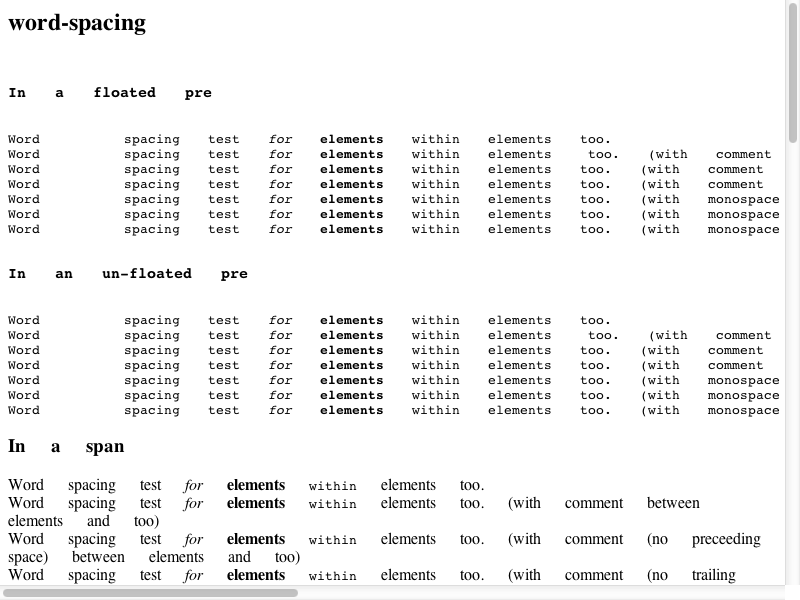 word-spacing
In a floated pre
Word spacing test for elements within elements too.
Word spacing test for elements within elements too. (with comment
Word spacing test for elements within elements too. (with comment
Word spacing test for elements within elements too. (with comment
Word spacing test for elements within elements too. (with monospace
Word spacing test for elements within elements too. (with monospace
Word spacing test for elements within elements too. (with monospace
In an un-floated pre
Word spacing test for elements within elements too.
Word spacing test for elements within elements too. (with comment
Word spacing test for elements within elements too. (with comment
Word spacing test for elements within elements too. (with comment
Word spacing test for elements within elements too. (with monospace
Word spacing test for elements within elements too. (with monospace
Word spacing test for elements within elements too. (with monospace
In a span
Word spacing test for elements within elements too.
Word spacing test for elements within elements too. (with comment between
elements and too)
Word spacing test for elements within elements too. (with comment (no preceeding
space) between elements and too)
Word spacing test for elements within elements too. (with comment (no trailing